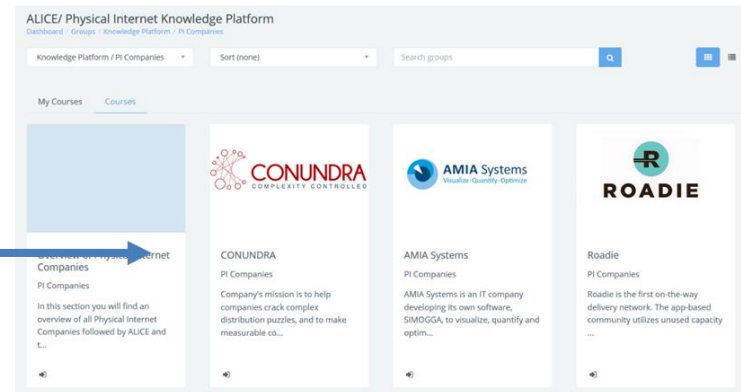 ALICE/ Physical Internet Knowledge Platform
Dashboard / Groups / Knowledge Platform / PI Companies
Knowledge Platform / PI Companies
Sort (none)
Search groups
My Courses
Courses
CONUNDRA
COMPLEXITY CONTROLLED
AMIA Systems
Visualize-Quantify-Optimize
R
ROADIE
Overview of Physical Internet
Companies
PI Companies
In this section you will find an
overview of all Physical Internet
Companies followed by ALICE and
t...
CONUNDRA
PI Companies
Company's mission is to help
companies crack complex
distribution puzzles, and to make
measurable co...
AMIA Systems
PI Companies
AMIA Systems is an IT company
developing its own software,
SIMOGGA, to visualize, quantify and
optim...
Roadie
PI Companies
Roadie is the first on-the-way
delivery network. The app-based
community utilizes unused capacity
...